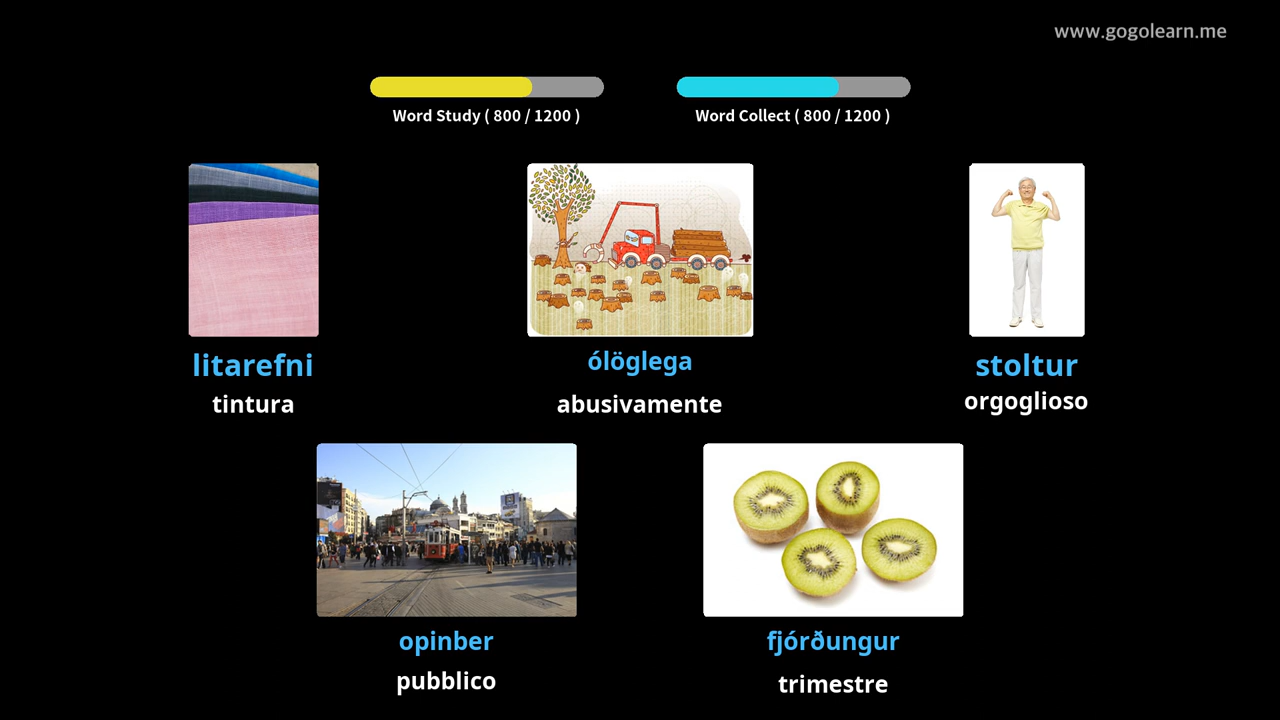 www.gogolearn.me
Word Study ( 800 / 1200 )
Word Collect ( 800 / 1200 )
litarefni
tintura
ólöglega
abusivamente
stoltur
orgoglioso
opinber
pubblico
fjórðungur
trimestre